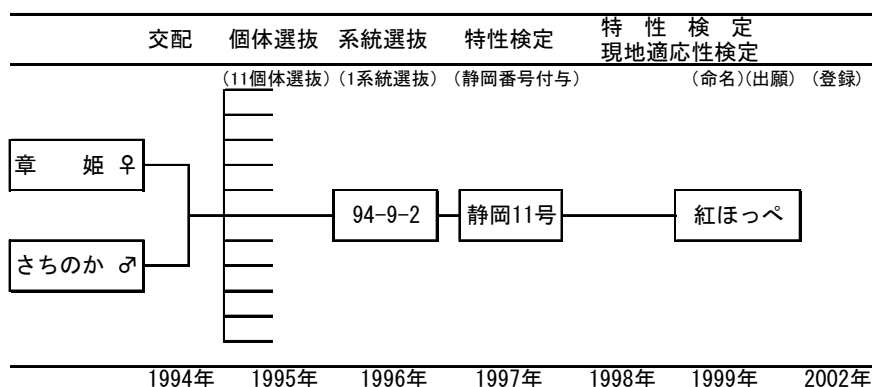 交配 個体選抜 系統選抜 特性検定 特 性 検 定
現地適応性検定
(11個体選抜) (1系統選抜) (静岡番号付与) (命名) (出願) (登録)
章 姫 ♀
94-9-2 静岡11号 紅ほっぺ
さちのか ♂
1994年 1995年 1996年 1997年 1998年 1999年 2002年